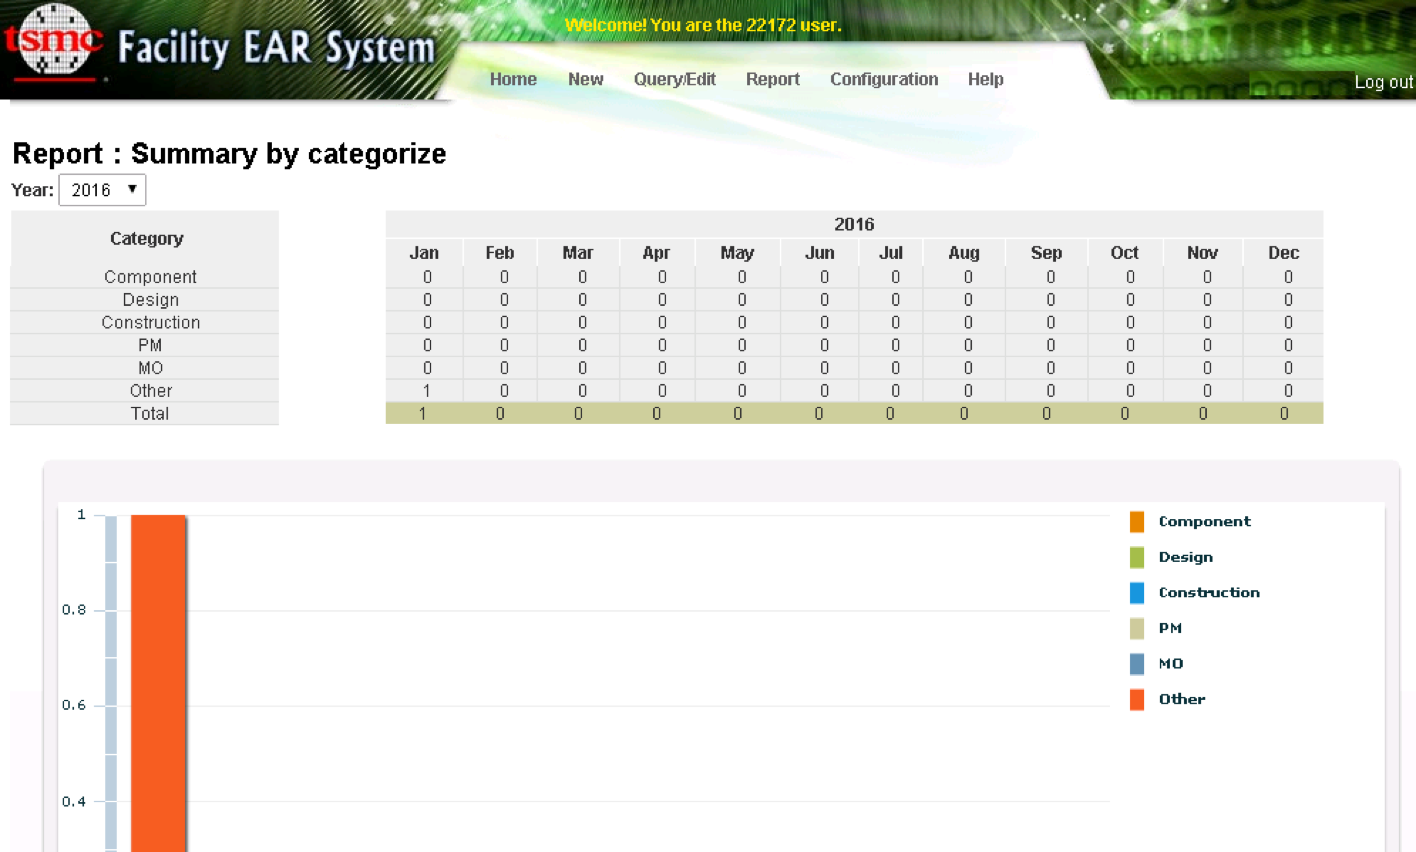 Welcome! You are the 22172 user.
tsmc Facility EAR System
Home New Query/Edit Report Configuration Help
Log out
Report : Summary by categorize
Year: 2016 ▼
Category 2016
Jan Feb Mar Apr May Jun Jul Aug Sep Oct Nov Dec
Component 0 0 0 0 0 0 0 0 0 0 0 0
Design 0 0 0 0 0 0 0 0 0 0 0 0
Construction 0 0 0 0 0 0 0 0 0 0 0 0
PM 0 0 0 0 0 0 0 0 0 0 0 0
MO 0 0 0 0 0 0 0 0 0 0 0 0
Other 1 0 0 0 0 0 0 0 0 0 0 0
Total 1 0 0 0 0 0 0 0 0 0 0 0
1
0.8
0.6
0.4
Component
Design
Construction
PM
MO
Other